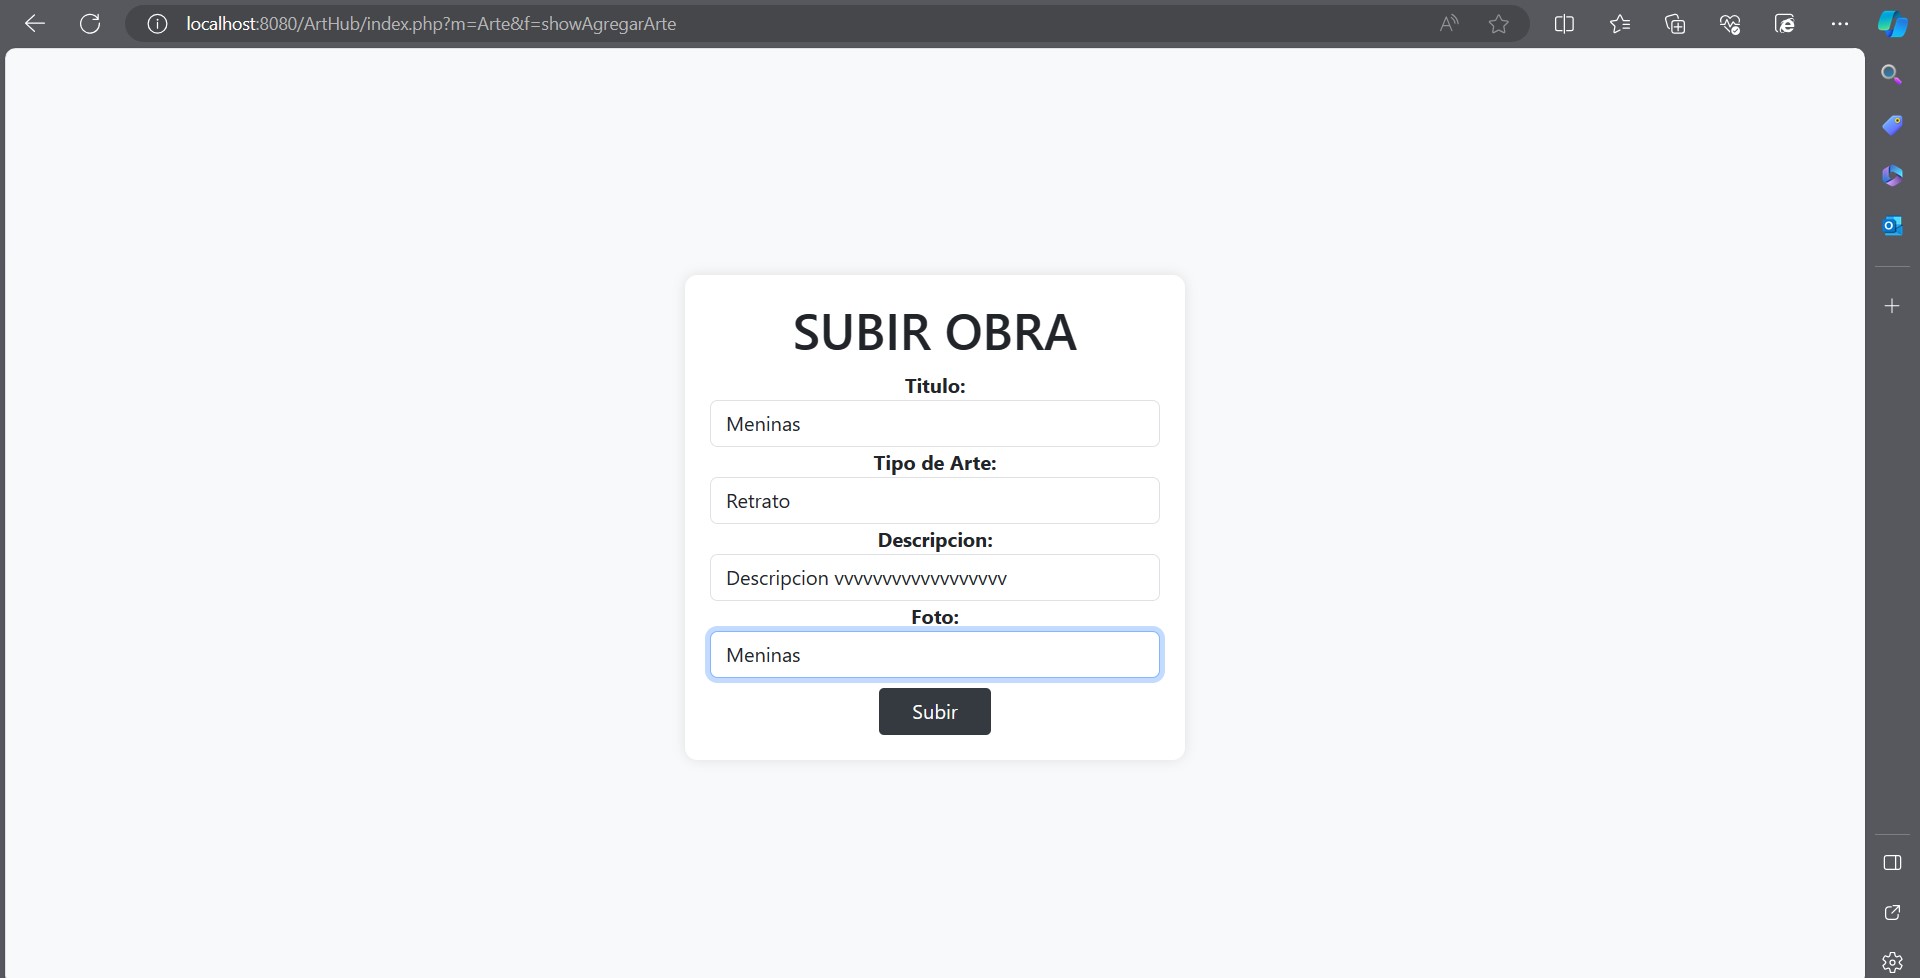 localhost:8080/ArtHub/index.php?m=Arte&f=showAgregarArte
SUBIR OBRA
Titulo:
Meninas
Tipo de Arte:
Retrato
Descripcion:
Descripcion vvvvvvvvvvvvvvvvvv
Foto:
Meninas
Subir